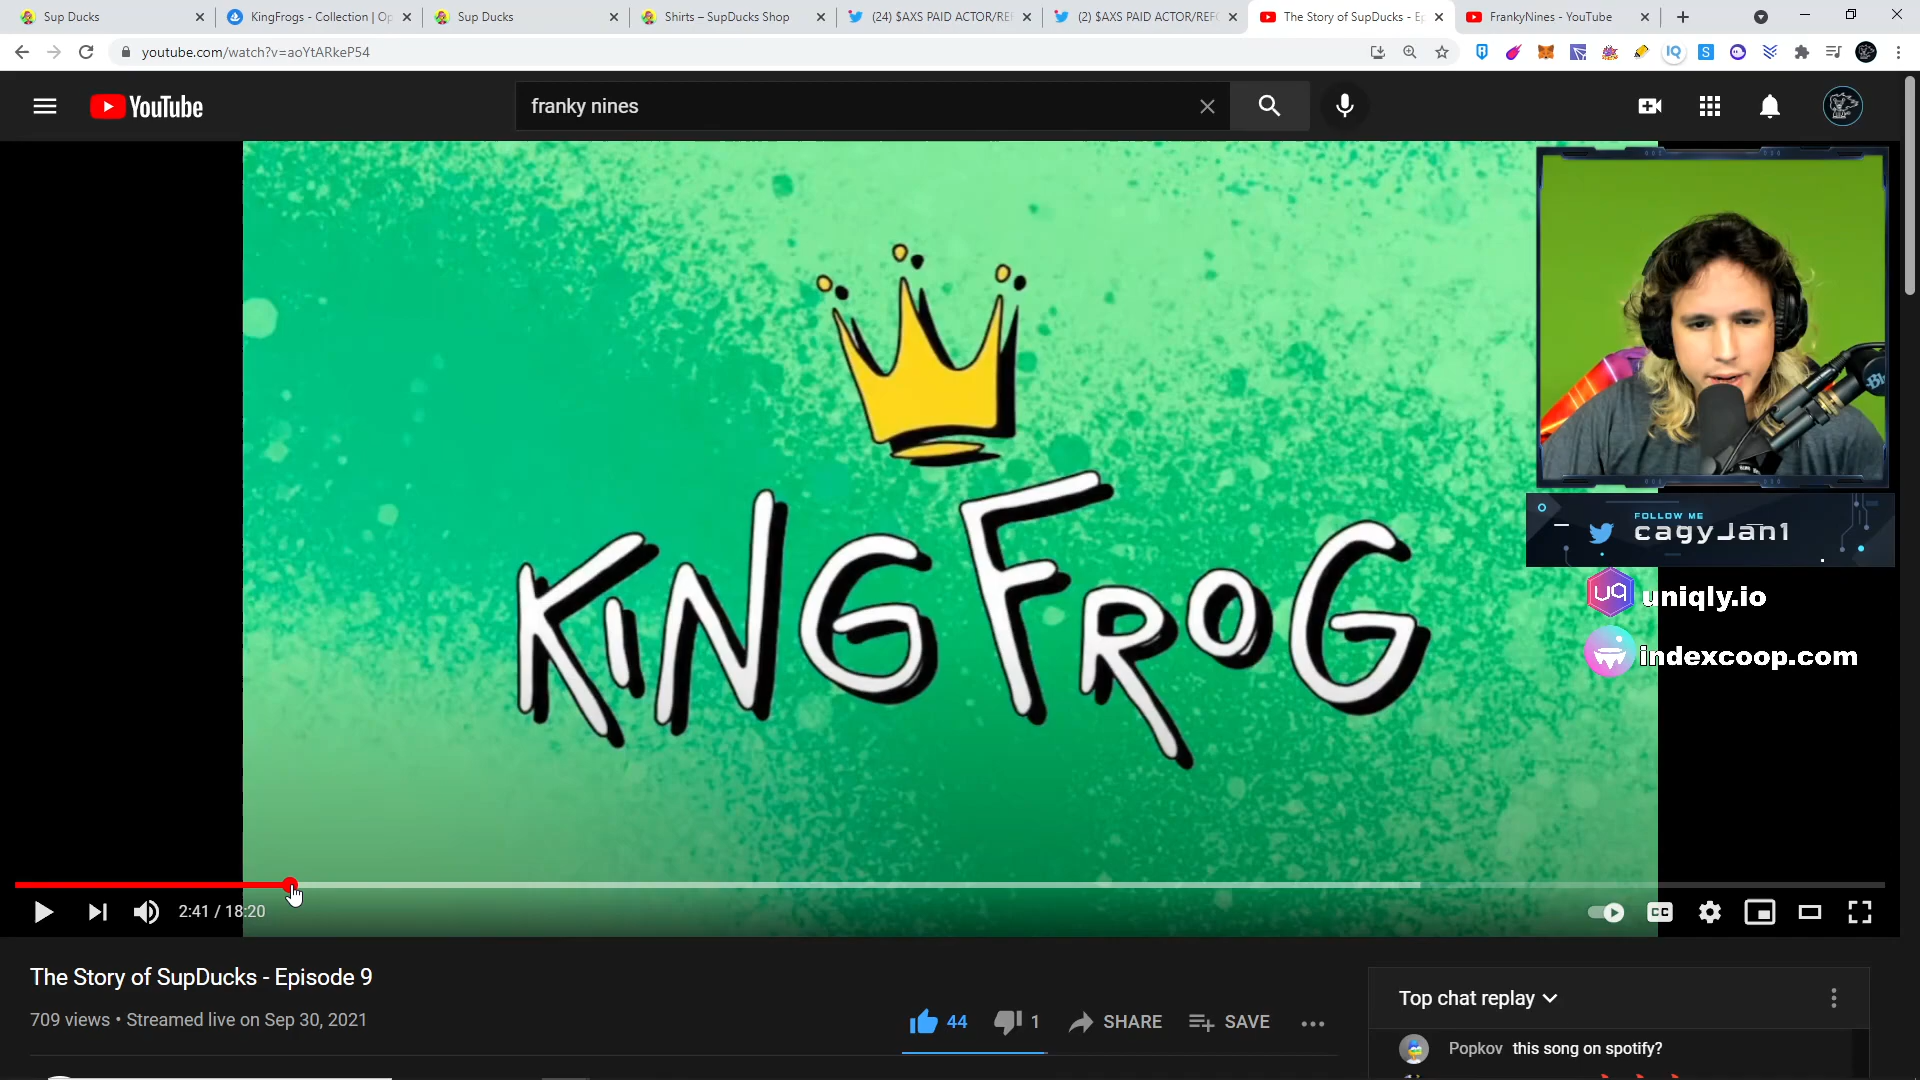 Sup Ducks
KingFrogs - Collection | Op
Sup Ducks
Shirts – SupDucks Shop
(24) $AXS PAID ACTOR/REF
(2) $AXS PAID ACTOR/REFC
The Story of SupDucks - Ep
FrankyNines - YouTube
youtube.com/watch?v=aoYtARkeP54
YouTube
franky nines
KING FROG
FOLLOW ME
cagyJan1
uniqly.io
indexcoop.com
2:41 / 18:20
CC
The Story of SupDucks - Episode 9
709 views • Streamed live on Sep 30, 2021
44
1
SHARE
SAVE
Top chat replay
Popkov this song on spotify?